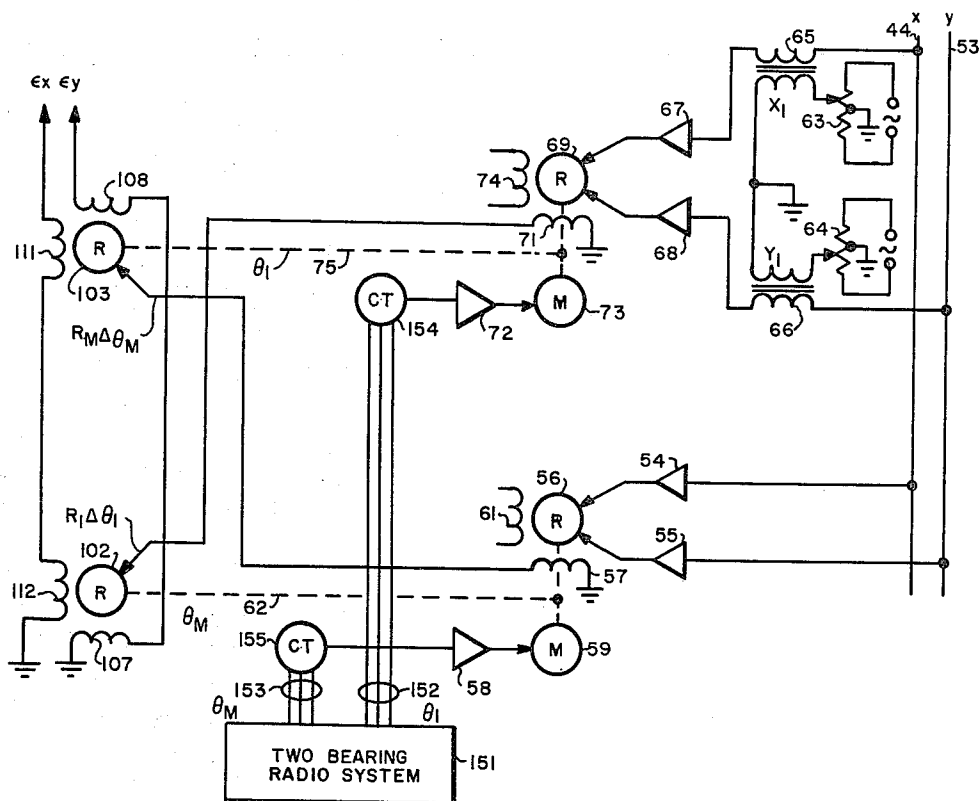 x y
44
53
65
ϵx ϵy
X1
63
~
67
69
R
74
108
71
68
64
~
Y1
111
R
103
θ1
75
C·T
154
72
M
73
66
RMΔθM
56
54
61
R
55
57
R1Δθ1
102
112
R
62
θM
155
C·T
58
M
59
107
153
152
θM
θ1
TWO BEARING
RADIO SYSTEM
151